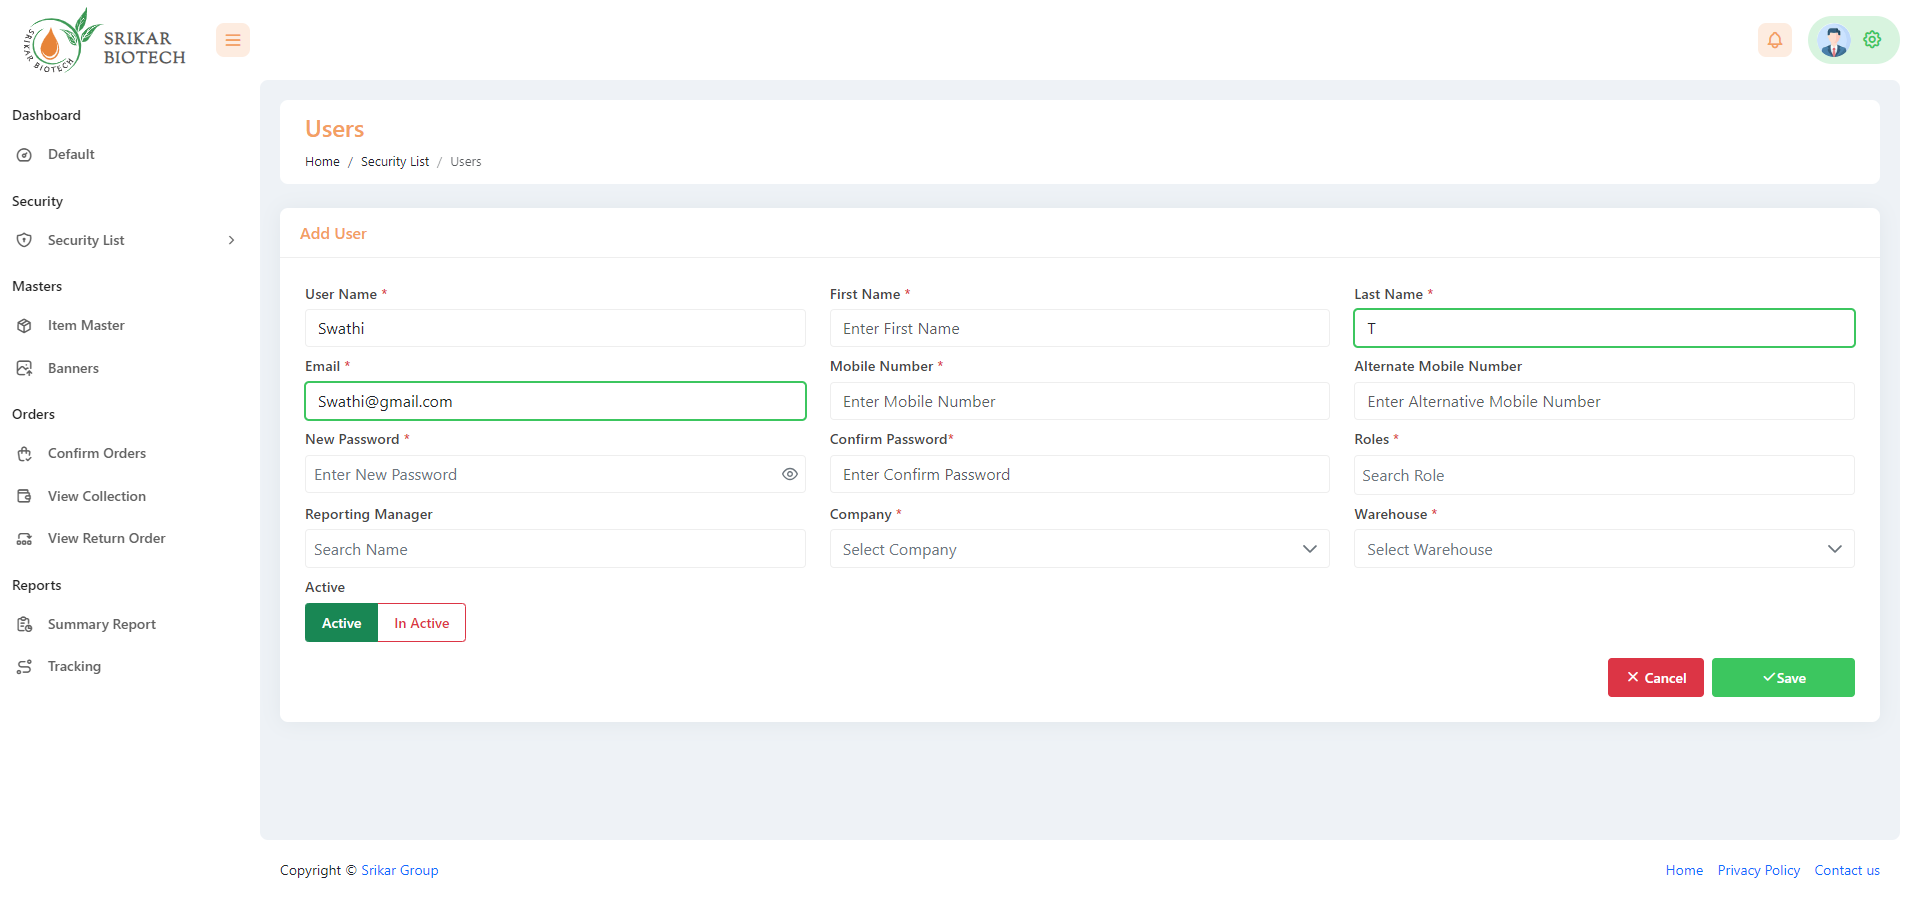 SRIKAR BIOTECH
SRIKAR
BIOTECH
Dashboard
Default
Security
Security List
Masters
Item Master
Banners
Orders
Confirm Orders
View Collection
View Return Order
Reports
Summary Report
Tracking
Users
Home / Security List / Users
Add User
User Name * First Name * Last Name *
Swathi Enter First Name T
Email * Mobile Number * Alternate Mobile Number
Swathi@gmail.com Enter Mobile Number Enter Alternative Mobile Number
New Password * Confirm Password* Roles *
Enter New Password Enter Confirm Password Search Role
Reporting Manager Company * Warehouse *
Search Name Select Company Select Warehouse
Active
Active In Active
Cancel Save
Copyright © Srikar Group Home Privacy Policy Contact us